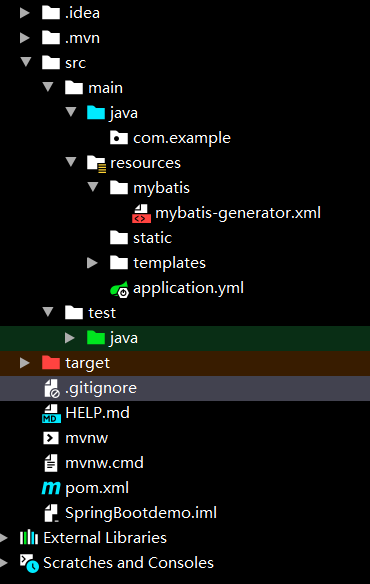 .idea
.mvn
src
main
java
com.example
resources
mybatis
mybatis-generator.xml
static
templates
application.yml
test
java
target
.gitignore
HELP.md
mvnw
mvnw.cmd
pom.xml
SpringBootdemo.iml
External Libraries
Scratches and Consoles